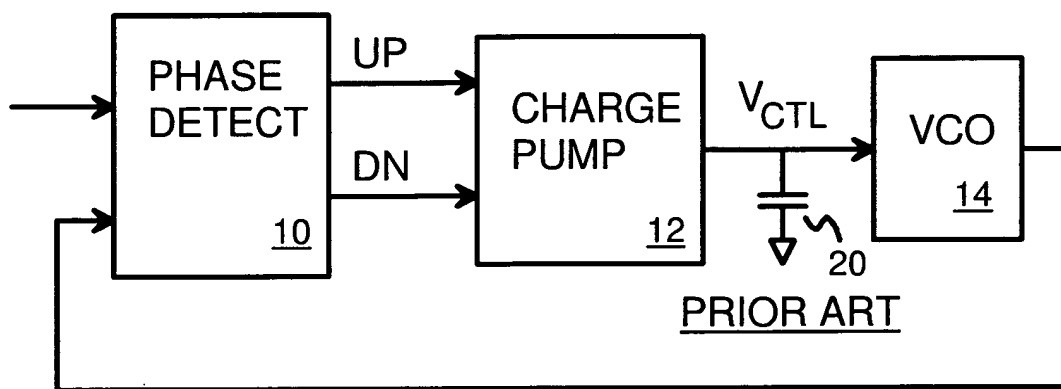 PHASE
DETECT
10
UP
DN
CHARGE
PUMP
12
VCTL
20
VCO
14
PRIOR ART